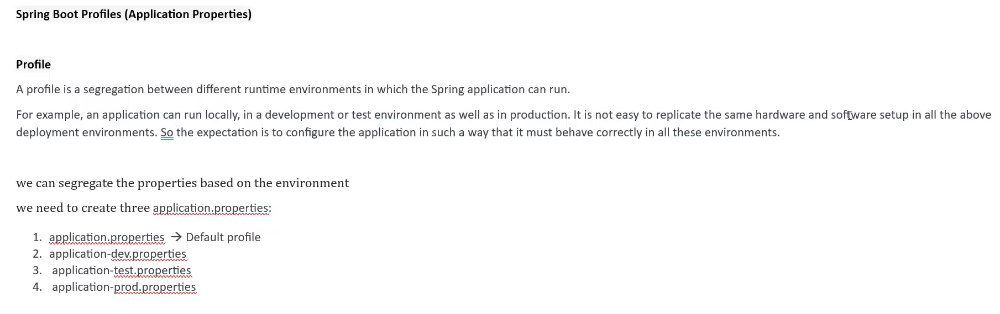 Spring Boot Profiles (Application Properties)
Profile
A profile is a segregation between different runtime environments in which the Spring application can run.
For example, an application can run locally, in a development or test environment as well as in production. It is not easy to replicate the same hardware and software setup in all the above
deployment environments. So the expectation is to configure the application in such a way that it must behave correctly in all these environments.
we can segregate the properties based on the environment
we need to create three application.properties:
1. application.properties → Default profile
2. application-dev.properties
3. application-test.properties
4. application-prod.properties